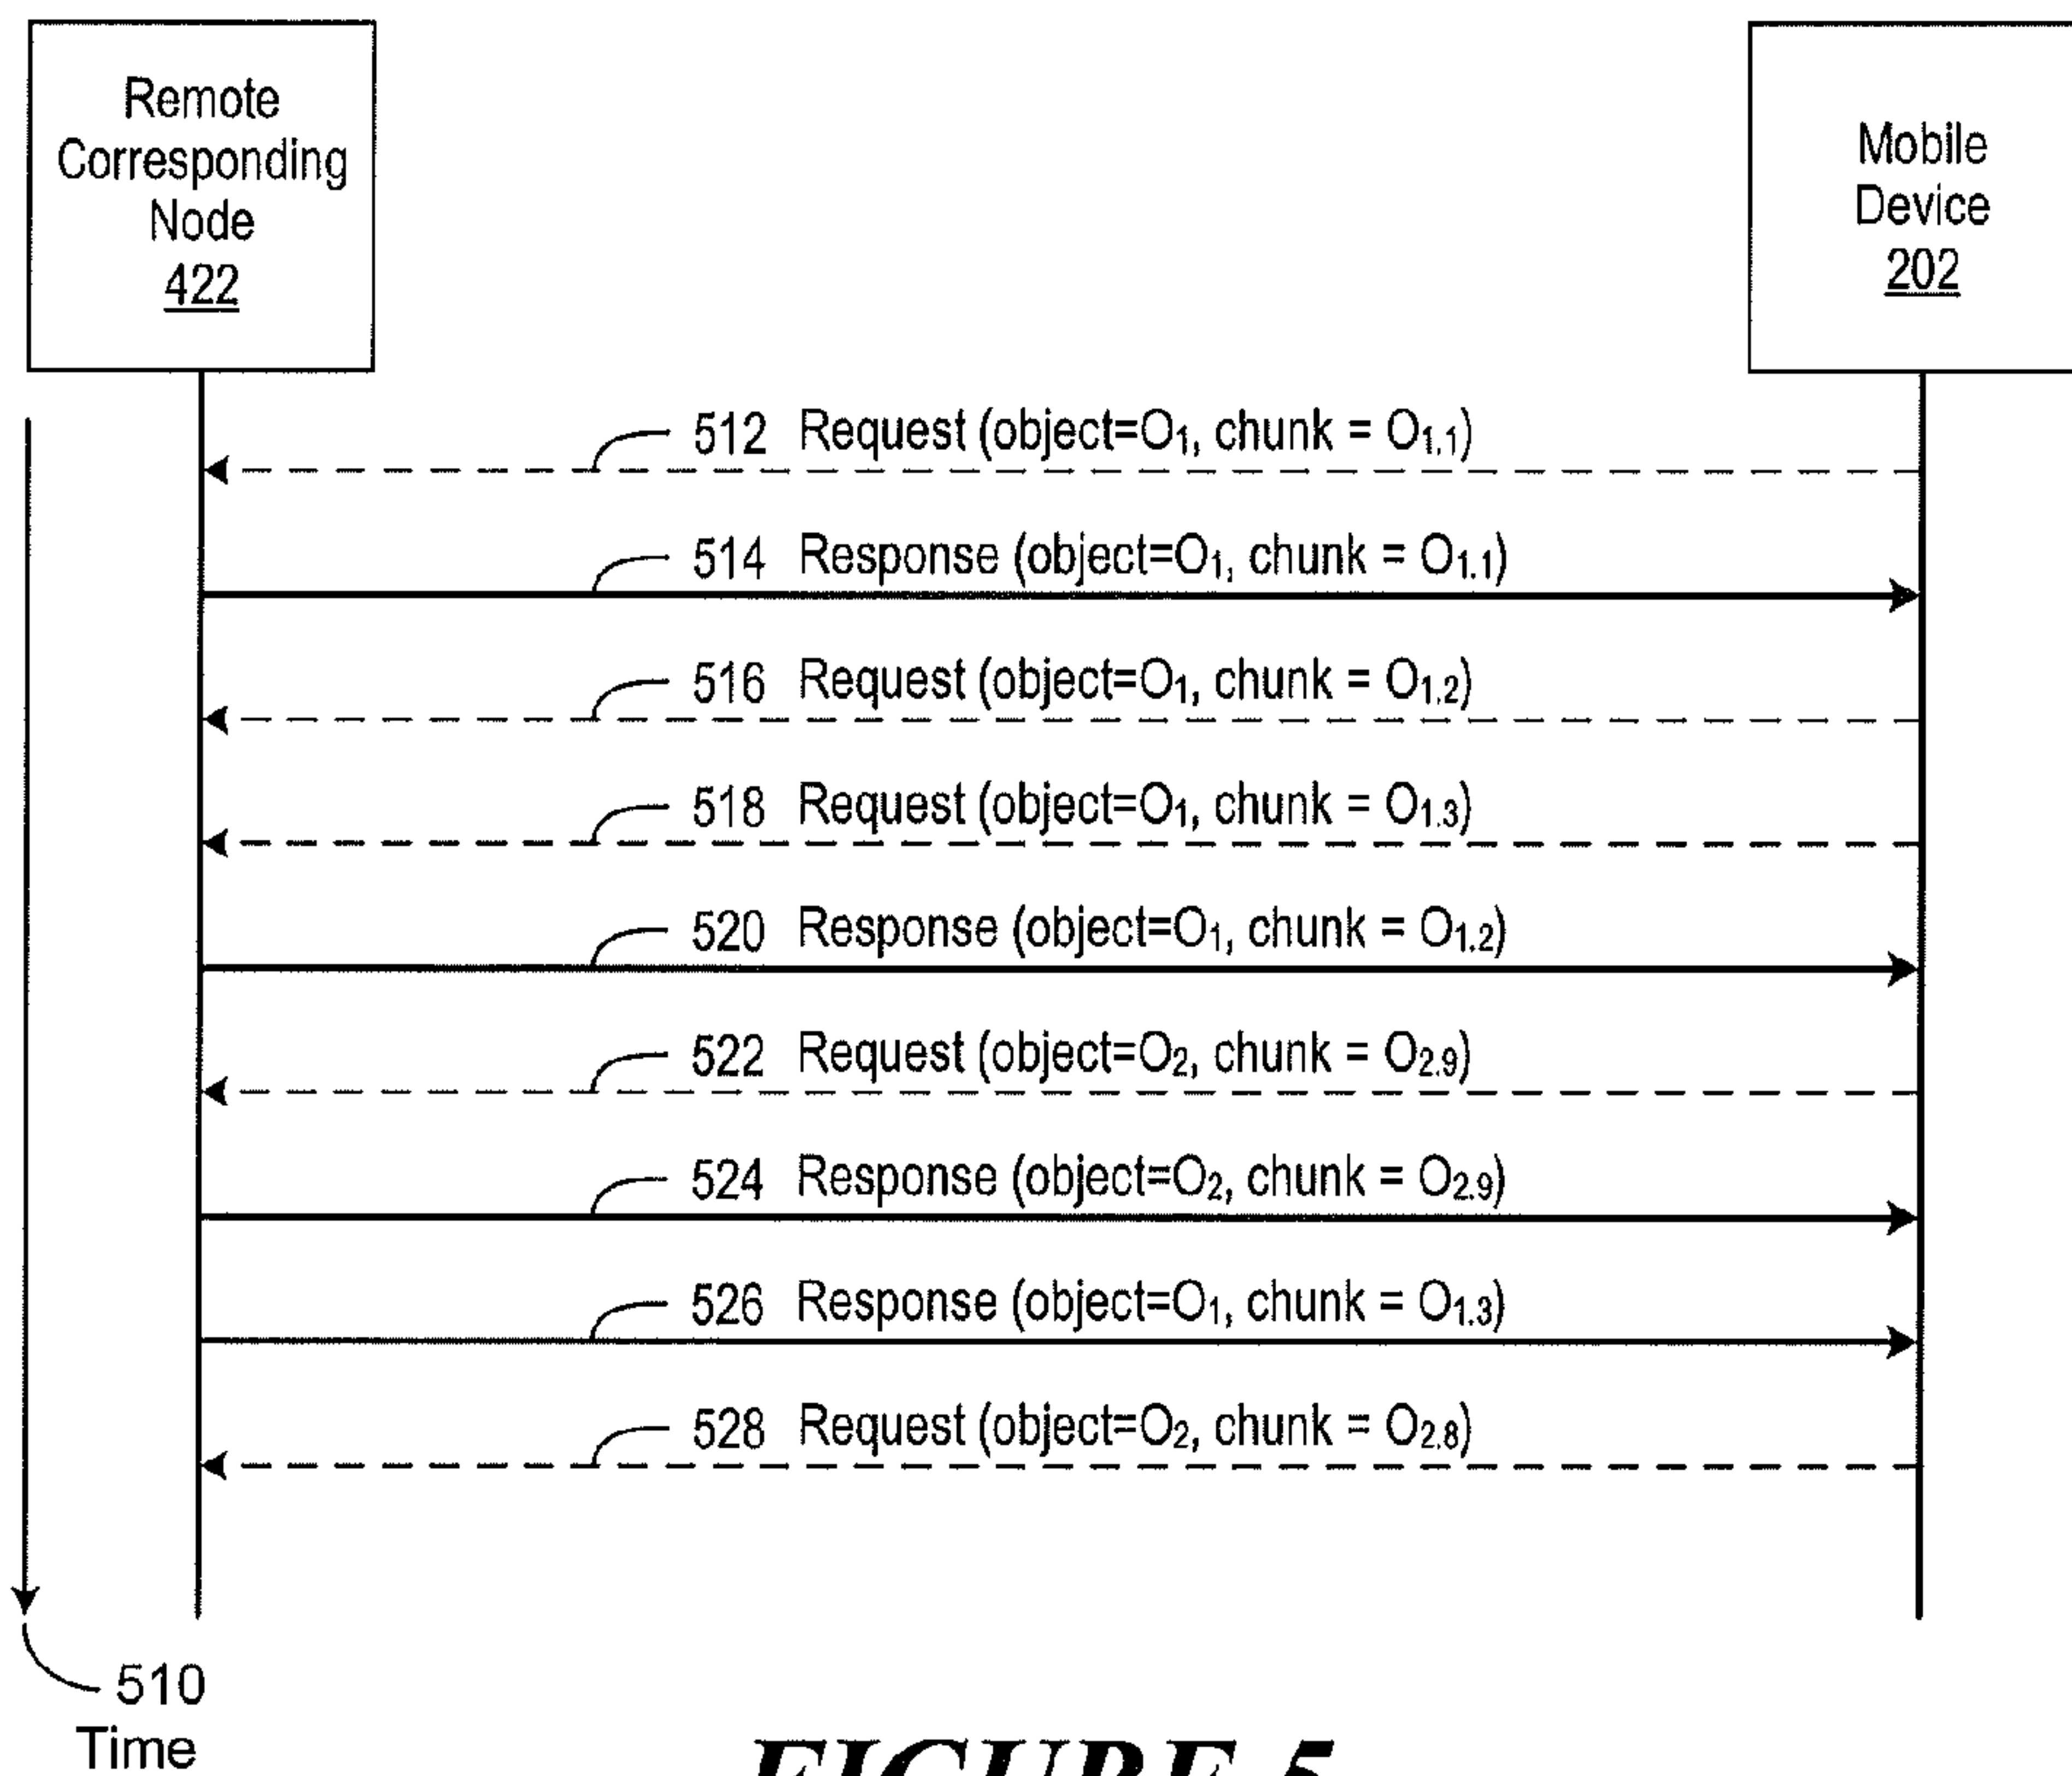 Remote
Corresponding
Node
422
Mobile
Device
202
512 Request (object=O1, chunk = O1.1)
514 Response (object=O1, chunk = O1.1)
516 Request (object=O1, chunk = O1.2)
518 Request (object=O1, chunk = O1.3)
520 Response (object=O1, chunk = O1.2)
522 Request (object=O2, chunk = O2.9)
524 Response (object=O2, chunk = O2.9)
526 Response (object=O1, chunk = O1.3)
528 Request (object=O2, chunk = O2.8)
510
Time
FIGURE 5